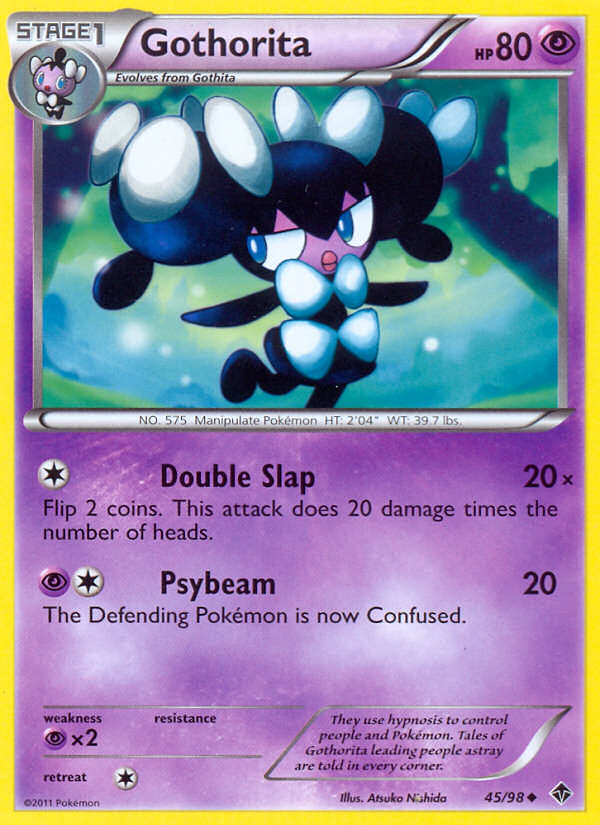 STAGE1
Gothorita
HP80
Evolves from Gothita
NO. 575 Manipulate Pokémon HT: 2'04" WT: 39.7 lbs.
Double Slap 20×
Flip 2 coins. This attack does 20 damage times the
number of heads.
Psybeam 20
The Defending Pokémon is now Confused.
weakness resistance
×2
They use hypnosis to control
people and Pokémon. Tales of
Gothorita leading people astray
are told in every corner.
retreat
Illus. Atsuko Nishida 45/98
©2011 Pokémon